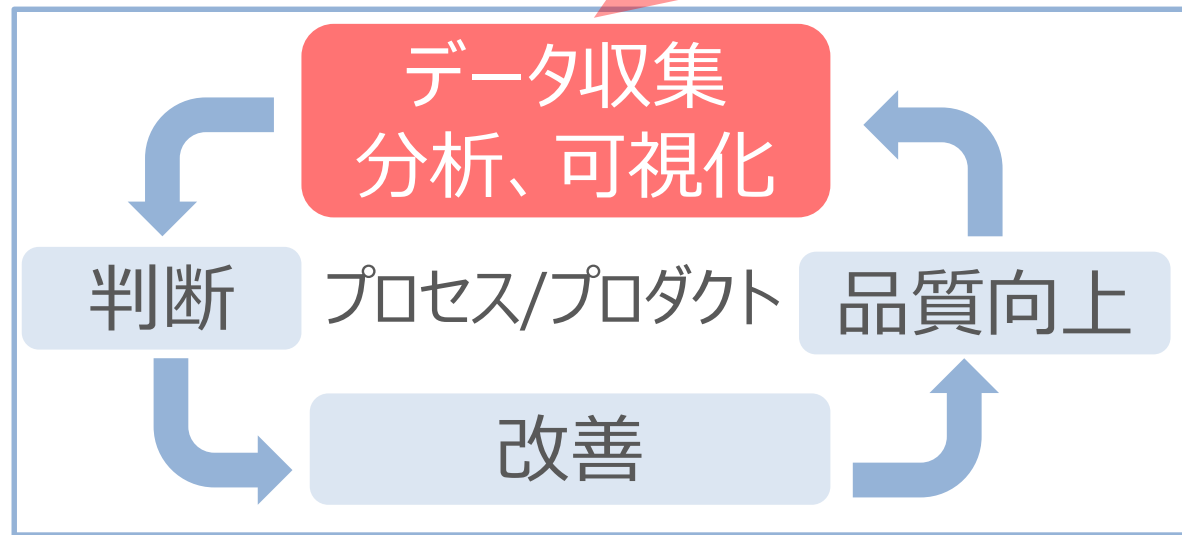 データ収集
分析、可視化
判断
プロセス/プロダクト
品質向上
改善